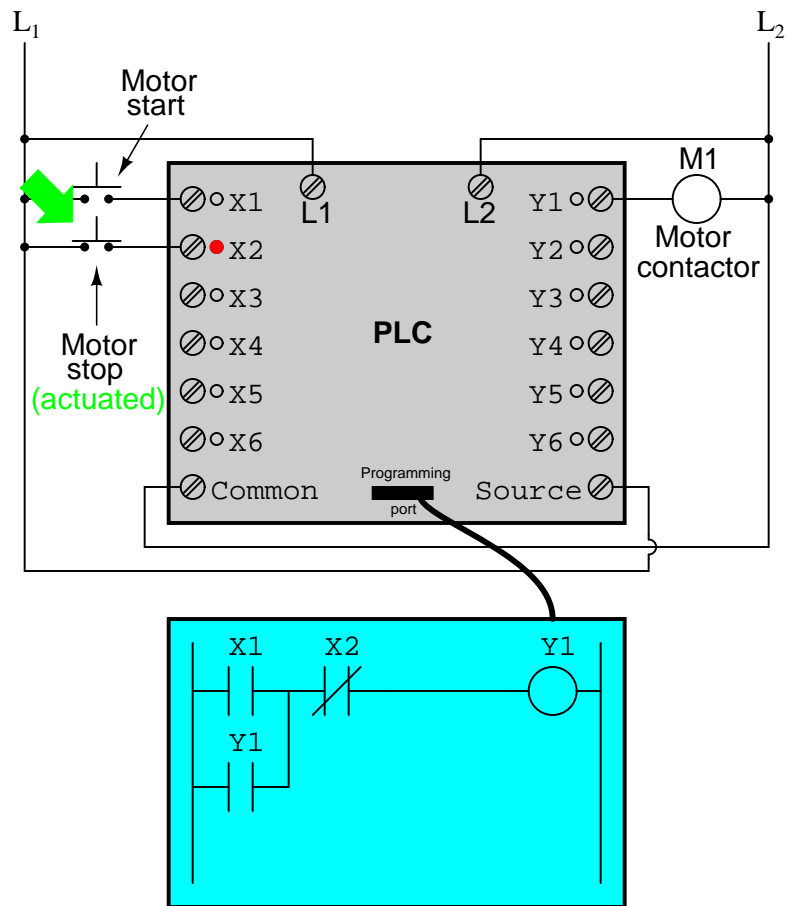 L1
L2
Motor
start
M1
X1
L1
L2
Y1
X2
Y2
Motor
contactor
X3
Y3
Motor
stop
(actuated)
X4
PLC
Y4
X5
Y5
X6
Y6
Common
Programming
port
Source
X1
X2
Y1
Y1